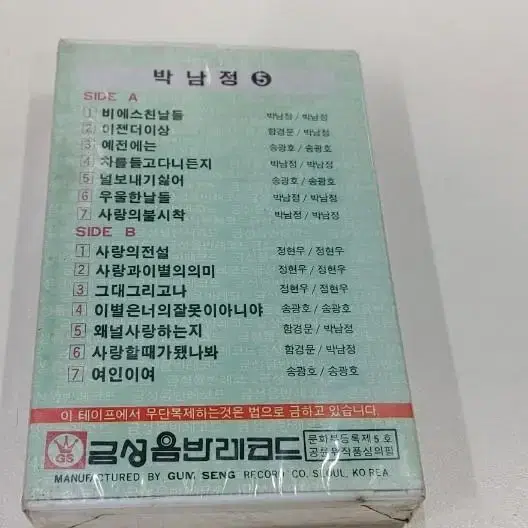 박남정 5
SIDE A
1 비에스친날들 박남정 / 박남정
2 이젠더이상 함경문 / 박남정
3 예전에는 송광호 / 송광호
4 차를들고다니든지 박남정 / 박남정
5 널보내기싫어 송광호 / 송광호
6 우울한날들 박남정 / 박남정
7 사랑의불시착 박남정 / 박남정
SIDE B
1 사랑의전설 정현우 / 정현우
2 사랑과이별의의미 정현우 / 정현우
3 그대그리고나 정현우 / 정현우
4 이별은너의잘못이아니야 송광호 / 송광호
5 왜널사랑하는지 함경문 / 박남정
6 사랑할때가됐나봐 함경문 / 박남정
7 여인이여 송광호 / 송광호
이 테이프에서 무단복제하는것은 법으로 금하고 있습니다.
GS 금성음반레코드
문화부등록제5호
공보윤작품심의필
MANUFACTURED BY GUM SENG RECORD CO. SEOUL, KOREA